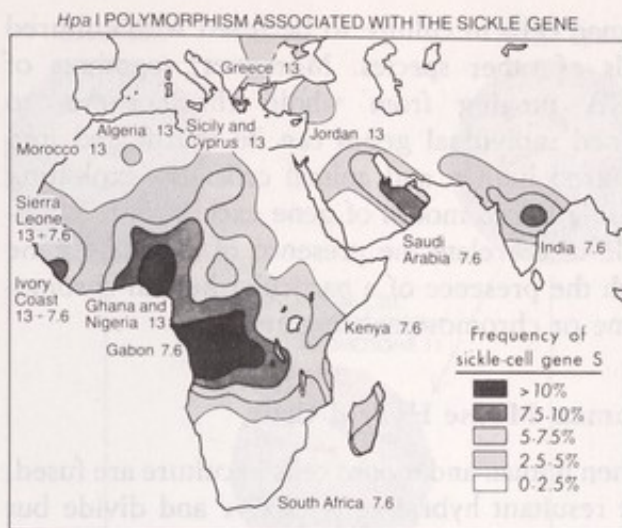 Hpa I POLYMORPHISM ASSOCIATED WITH THE SICKLE GENE
Greece 13
Algeria 13
Sicily and
Cyprus 13
Jordan 13
Morocco 13
Sierra
Leone
13+7.6
Saudi
Arabia 7.6
India 7.6
Ivory
Coast
13+7.6
Ghana and
Nigeria 13
Gabon 7.6
Kenya 7.6
South Africa 7.6
Frequency of
sickle-cell gene S
>10%
7.5-10%
5-7.5%
2.5-5%
0-2.5%